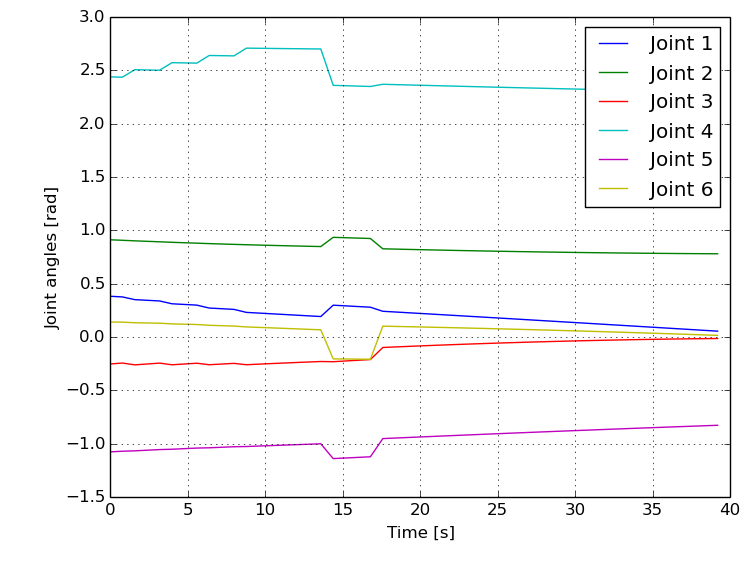 3.0
2.5
2.0
1.5
1.0
0.5
0.0
−0.5
−1.0
−1.5
Joint angles [rad]
Joint 1
Joint 2
Joint 3
Joint 4
Joint 5
Joint 6
0 5 10 15 20 25 30 35 40
Time [s]